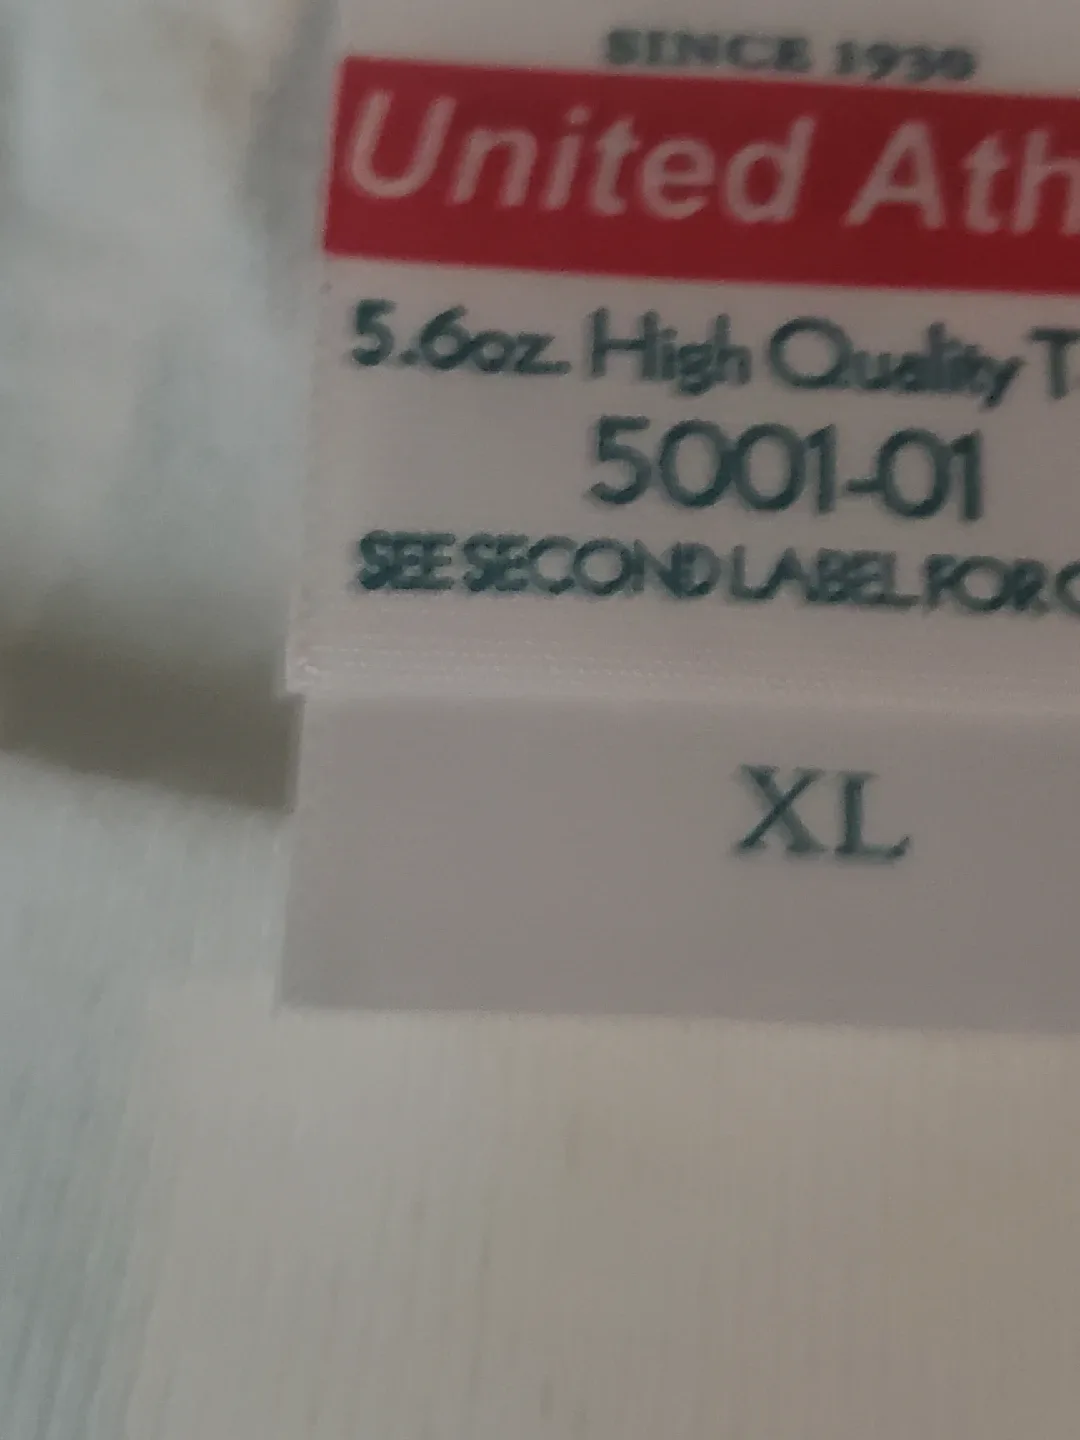 SINCE 1930
United Ath
5.6oz. High Quality T-
5001-01
SEE SECOND LABEL FOR C
XL